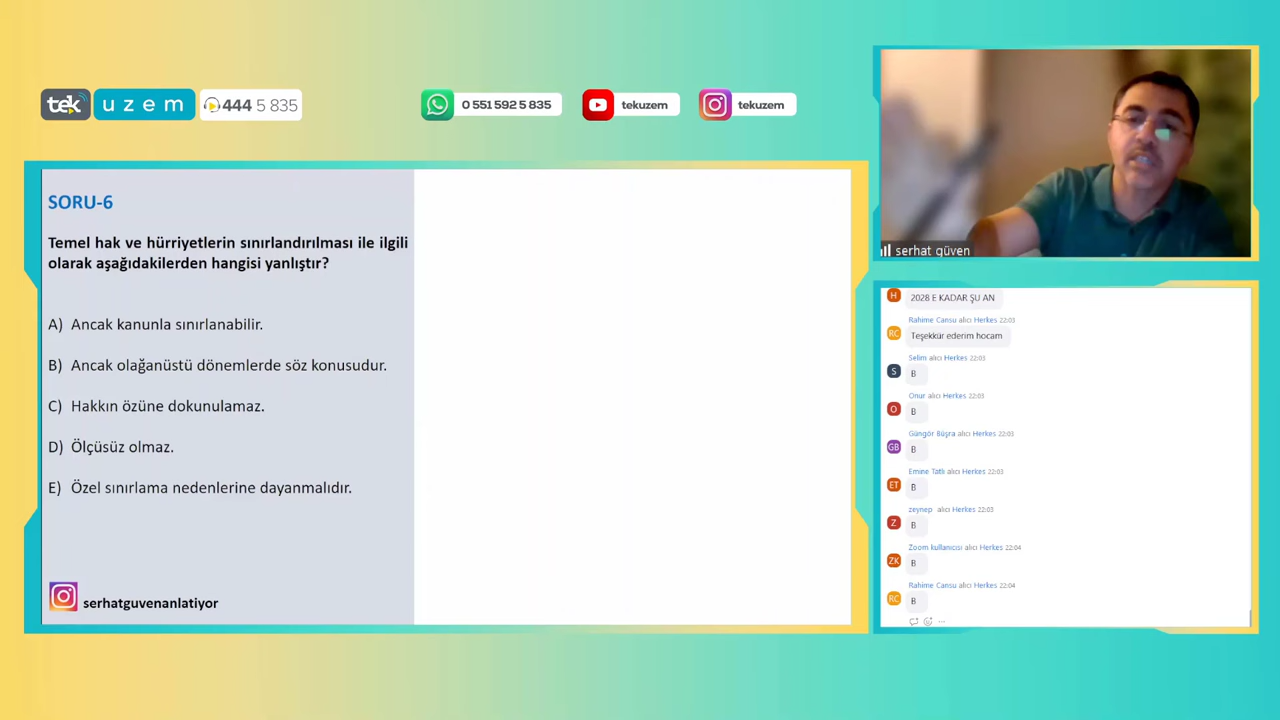 tek uzem 444 5 835
0 551 592 5 835 tekuzem tekuzem
SORU-6
Temel hak ve hürriyetlerin sınırlandırılması ile ilgili
olarak aşağıdakilerden hangisi yanlıştır?
A) Ancak kanunla sınırlanabilir.
B) Ancak olağanüstü dönemlerde söz konusudur.
C) Hakkın özüne dokunulamaz.
D) Ölçüsüz olmaz.
E) Özel sınırlama nedenlerine dayanmalıdır.
serhatguvenanlatiyor
serhat güven
H 2028 E KADAR ŞU AN
Rahime Cansu alıcı Herkes 22:03
RC Teşekkür ederim hocam
Selim alıcı Herkes 22:03
S B
Onur alıcı Herkes 22:03
O B
Güngör Büşra alıcı Herkes 22:03
GB B
Emine Tatlı alıcı Herkes 22:03
ET B
zeynep alıcı Herkes 22:03
Z B
Zoom kullanıcısı alıcı Herkes 22:04
ZK B
Rahime Cansu alıcı Herkes 22:04
RC B